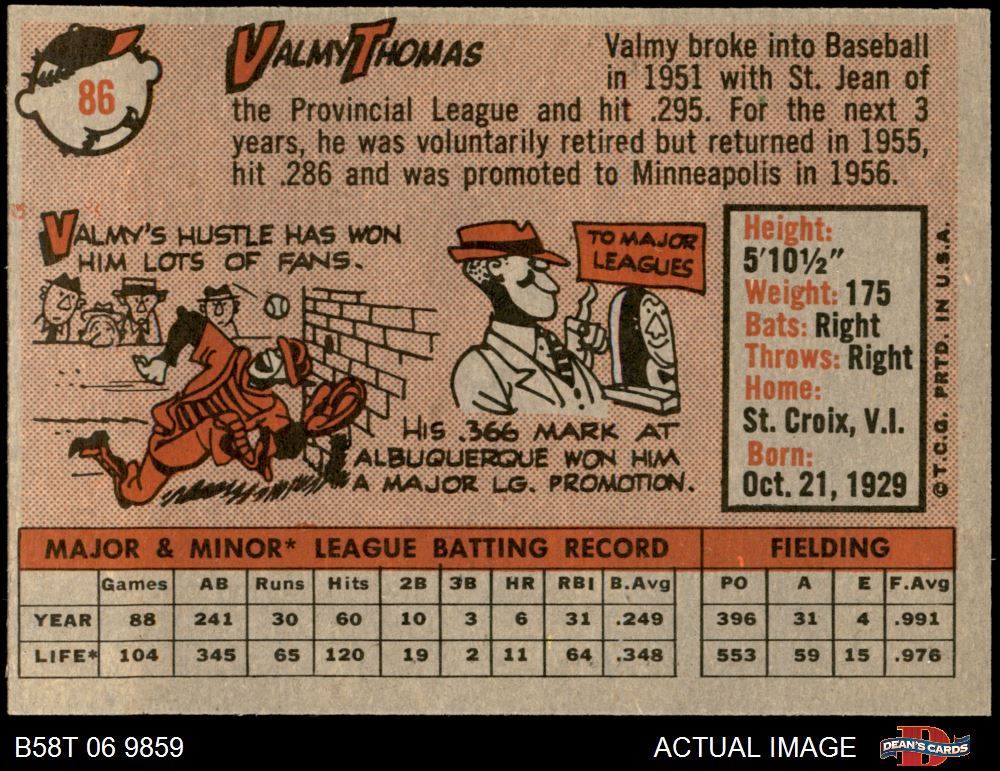 86
VALMY THOMAS
Valmy broke into Baseball
in 1951 with St. Jean of
the Provincial League and hit .295. For the next 3
years, he was voluntarily retired but returned in 1955,
hit .286 and was promoted to Minneapolis in 1956.
VALMY'S HUSTLE HAS WON
HIM LOTS OF FANS.
TO MAJOR
LEAGUES
HIS .366 MARK AT
ALBUQUERQUE WON HIM
A MAJOR LG. PROMOTION.
Height:
5'10½"
Weight: 175
Bats: Right
Throws: Right
Home:
St. Croix, V.I.
Born:
Oct. 21, 1929
© T.C.G. PRTD. IN U.S.A.
MAJOR & MINOR* LEAGUE BATTING RECORD FIELDING
Games AB Runs Hits 2B 3B HR RBI B.Avg PO A E F.Avg
YEAR 88 241 30 60 10 3 6 31 .249 396 31 4 .991
LIFE* 104 345 65 120 19 2 11 64 .348 553 59 15 .976
B58T 06 9859
ACTUAL IMAGE
DEAN'S CARDS